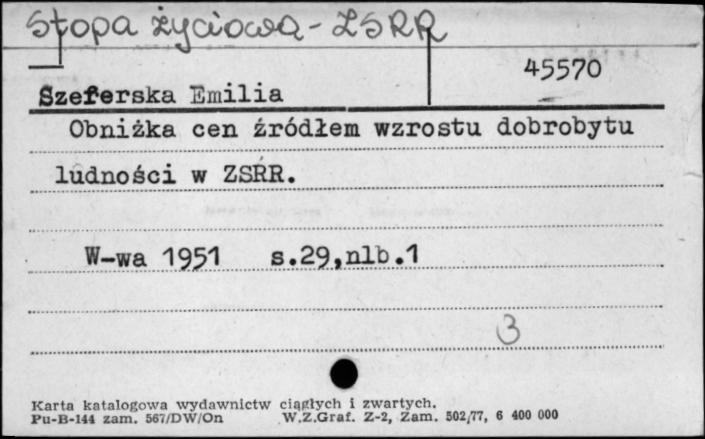 Stopa życiowa - ZSRR
45570
Szeferska Emilia
Obniżka cen źródłem wzrostu dobrobytu
ludności w ZSRR.
W-wa 1951 s.29,nlb.1
3
Karta katalogowa wydawnictw ciągłych i zwartych.
Pu-B-144 zam. 567/DW/On W.Z.Graf. Z-2, Zam. 502/77, 6 400 000